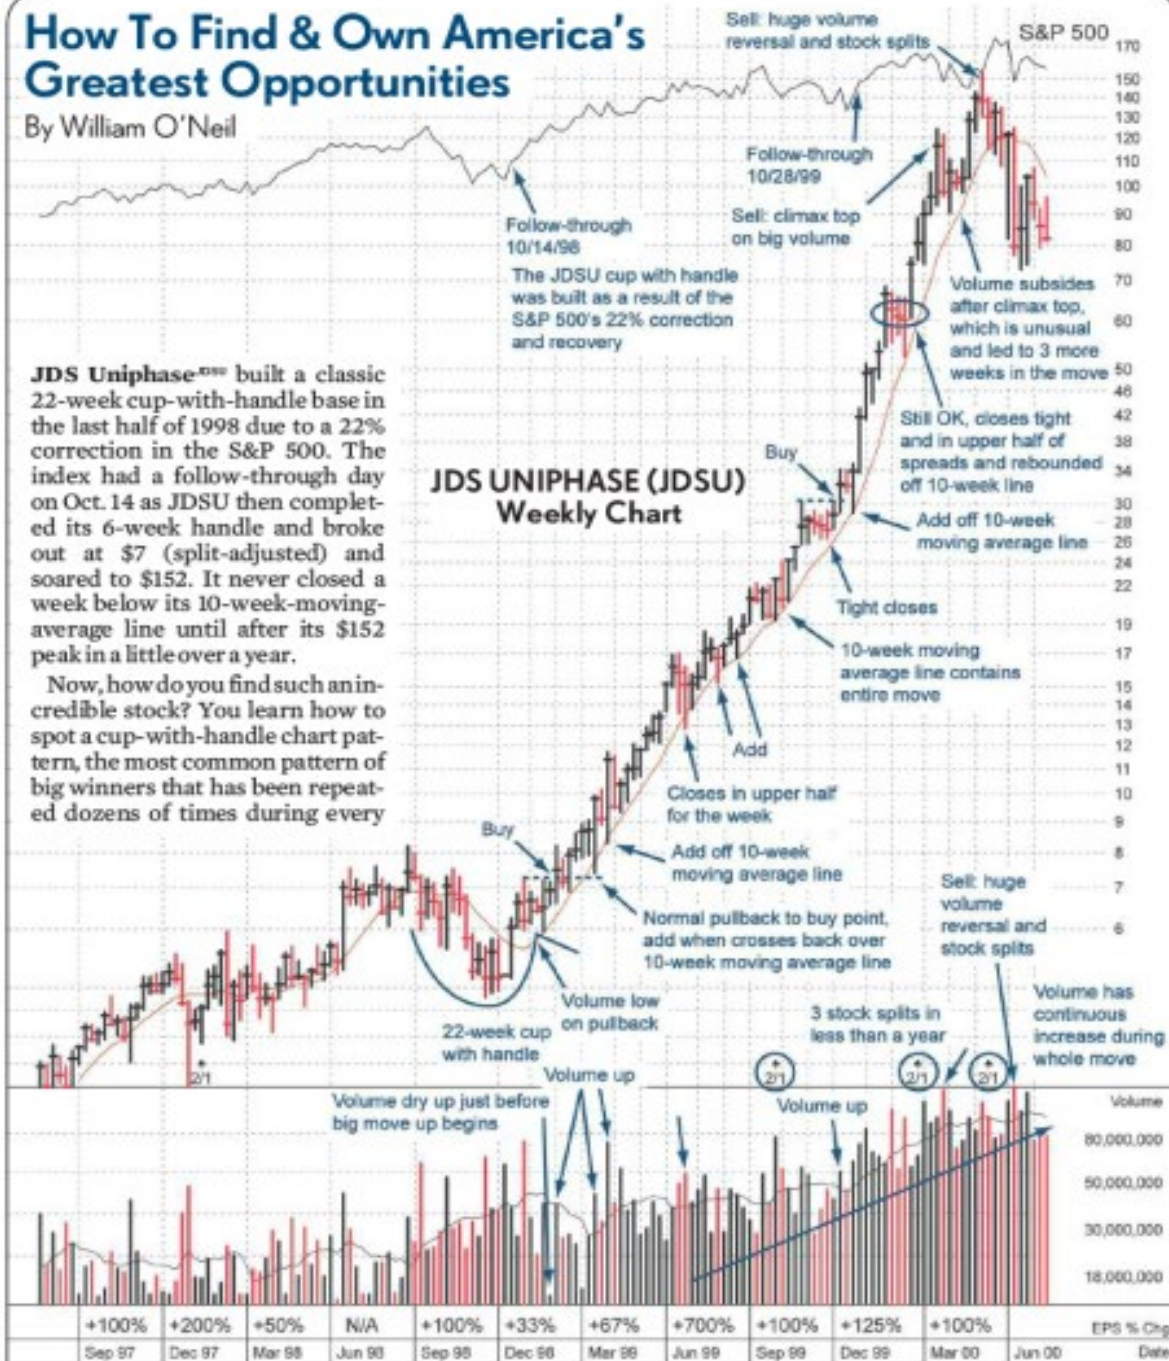 How To Find & Own America's
Greatest Opportunities
By William O'Neil
Sell: huge volume
reversal and stock splits
S&P 500
170
150
140
130
120
110
100
90
80
70
60
50
46
42
38
34
30
28
26
24
22
19
17
15
14
13
12
11
10
9
8
7
6
Follow-through
10/28/99
Sell: climax top
on big volume
Follow-through
10/14/98
The JDSU cup with handle
was built as a result of the
S&P 500's 22% correction
and recovery
Volume subsides
after climax top,
which is unusual
and led to 3 more
weeks in the move
JDS Uniphase JDSU built a classic
22-week cup-with-handle base in
the last half of 1998 due to a 22%
correction in the S&P 500. The
index had a follow-through day
on Oct. 14 as JDSU then complet-
ed its 6-week handle and broke
out at $7 (split-adjusted) and
soared to $152. It never closed a
week below its 10-week-moving-
average line until after its $152
peak in a little over a year.
Now, how do you find such an in-
credible stock? You learn how to
spot a cup-with-handle chart pat-
tern, the most common pattern of
big winners that has been repeat-
ed dozens of times during every
JDS UNIPHASE (JDSU)
Weekly Chart
Still OK, closes tight
and in upper half of
spreads and rebounded
off 10-week line
Buy
Add off 10-week
moving average line
Tight closes
10-week moving
average line contains
entire move
Add
Closes in upper half
for the week
Buy
Add off 10-week
moving average line
Normal pullback to buy point,
add when crosses back over
10-week moving average line
Sell: huge
volume
reversal and
stock splits
Volume low
on pullback
22-week cup
with handle
3 stock splits in
less than a year
Volume has
continuous
increase during
whole move
2/1
2/1
2/1
2/1
Volume up
Volume dry up just before
big move up begins
Volume up
Volume
80,000,000
50,000,000
30,000,000
18,000,000
+100% +200% +50% N/A +100% +33% +67% +700% +100% +125% +100% EPS % Chg
Sep 97 Dec 97 Mar 98 Jun 98 Sep 98 Dec 98 Mar 99 Jun 99 Sep 99 Dec 99 Mar 00 Jun 00 Date